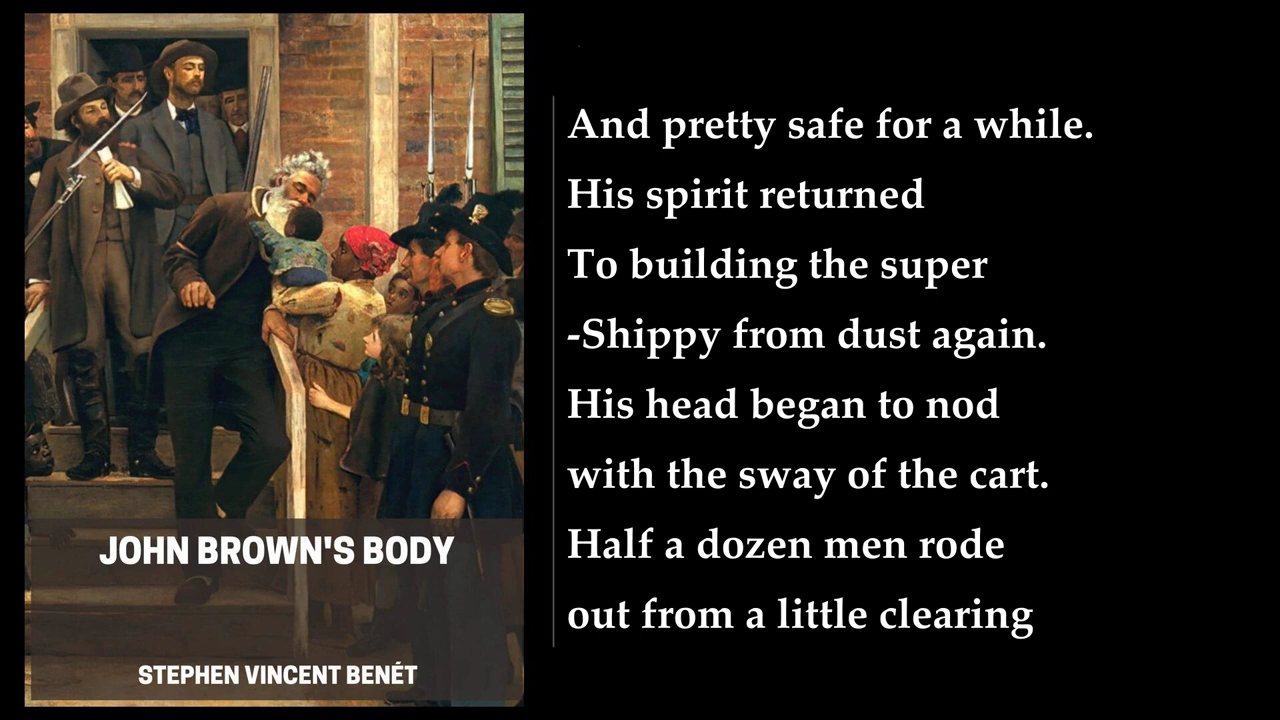 JOHN BROWN'S BODY
STEPHEN VINCENT BENÉT
And pretty safe for a while.
His spirit returned
To building the super
-Shippy from dust again.
His head began to nod
with the sway of the cart.
Half a dozen men rode
out from a little clearing